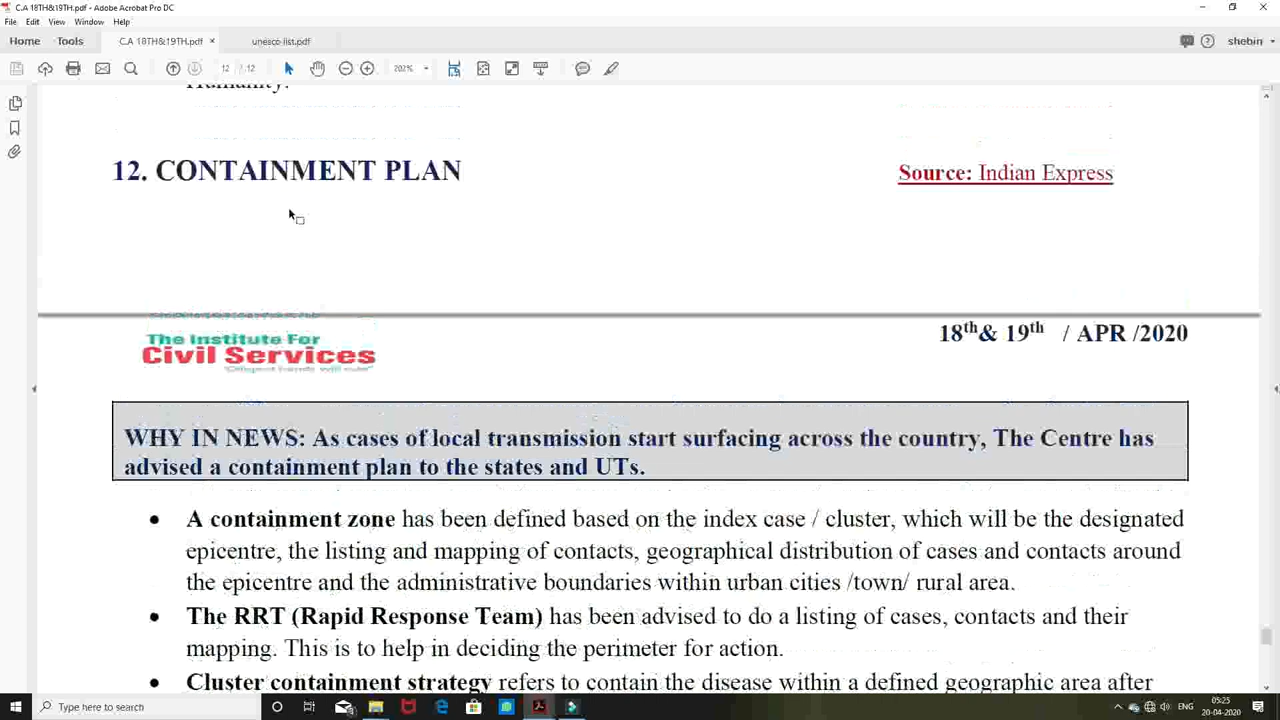 C.A 18TH&19TH.pdf - Adobe Acrobat Pro DC
File Edit View Window Help
Home Tools C.A 18TH&19TH.pdf × unesco list.pdf shebin
12 / 12 202%
Humanity.
12. CONTAINMENT PLAN Source: Indian Express
The Institute For
Civil Services
18th& 19th / APR /2020
WHY IN NEWS: As cases of local transmission start surfacing across the country, The Centre has
advised a containment plan to the states and UTs.
• A containment zone has been defined based on the index case / cluster, which will be the designated
epicentre, the listing and mapping of contacts, geographical distribution of cases and contacts around
the epicentre and the administrative boundaries within urban cities /town/ rural area.
• The RRT (Rapid Response Team) has been advised to do a listing of cases, contacts and their
mapping. This is to help in deciding the perimeter for action.
• Cluster containment strategy refers to contain the disease within a defined geographic area after
Type here to search ENG 05:25
20-04-2020